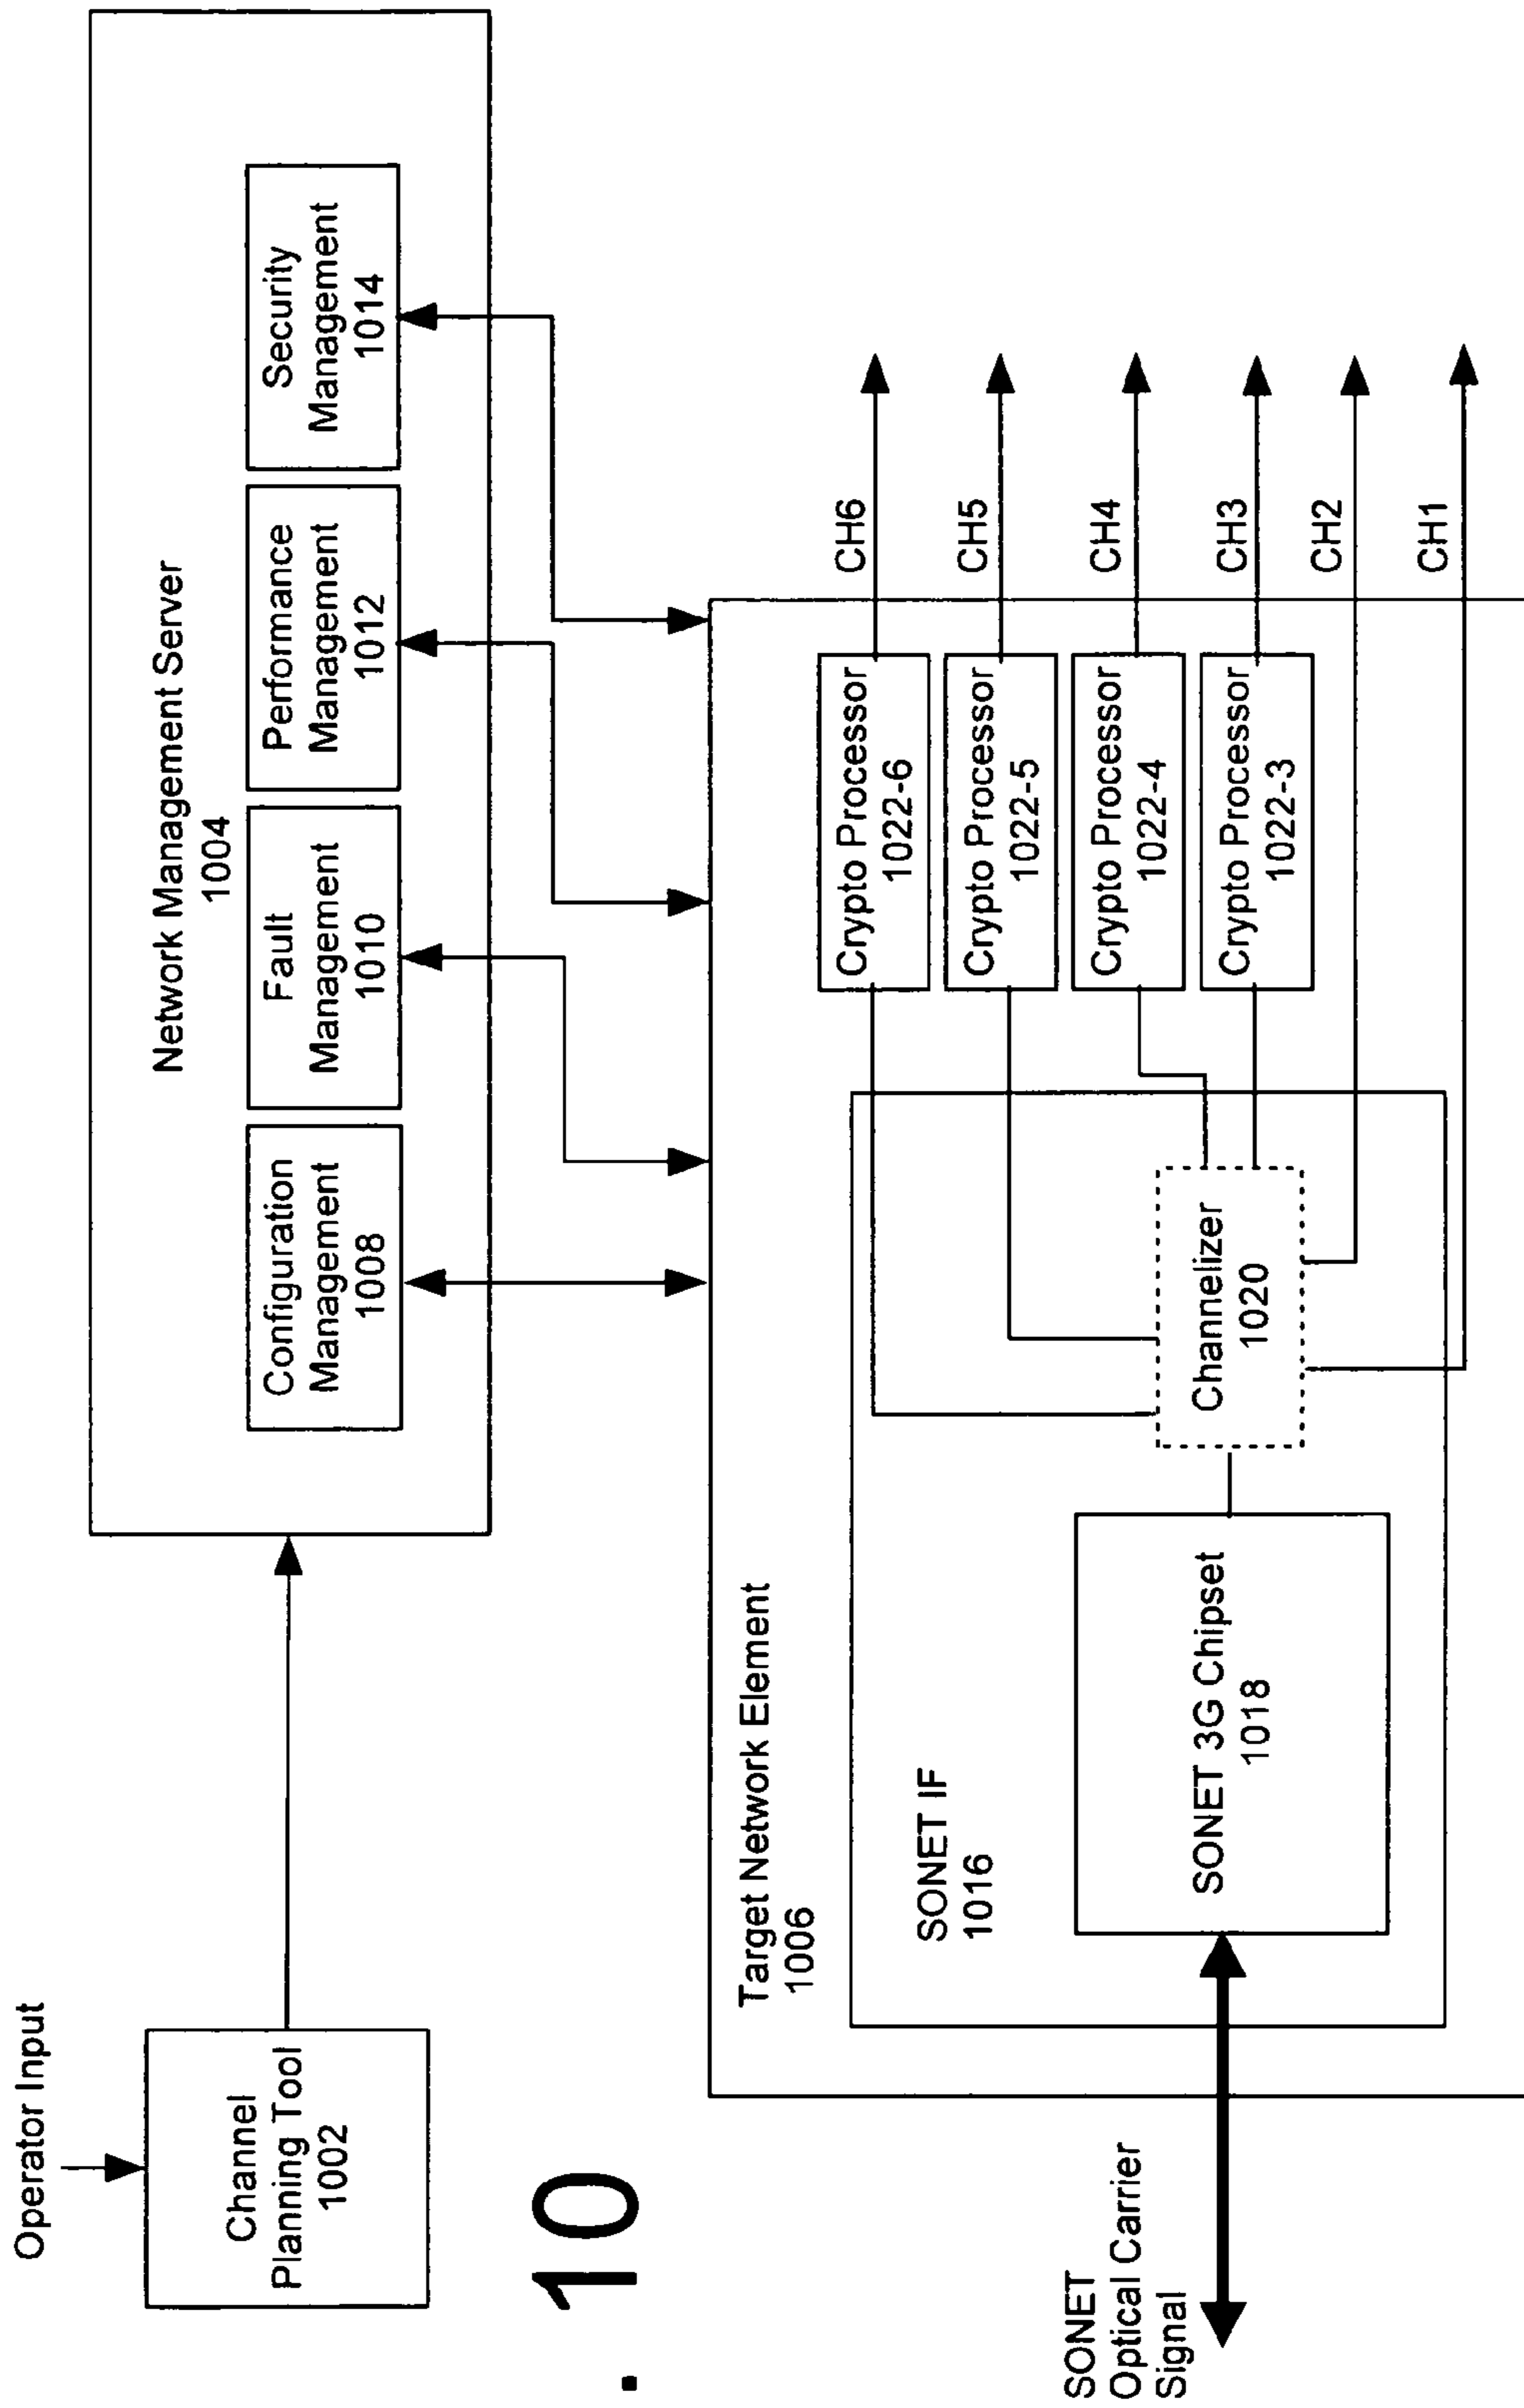 Operator Input
Channel
Planning Tool
1002
Network Management Server
1004
Configuration
Management
1008
Fault
Management
1010
Performance
Management
1012
Security
Management
1014
. 10
Target Network Element
1006
SONET IF
1016
SONET 3G Chipset
1018
Channelizer
1020
Crypto Processor
1022-6
Crypto Processor
1022-5
Crypto Processor
1022-4
Crypto Processor
1022-3
CH6
CH5
CH4
CH3
CH2
CH1
SONET
Optical Carrier
Signal